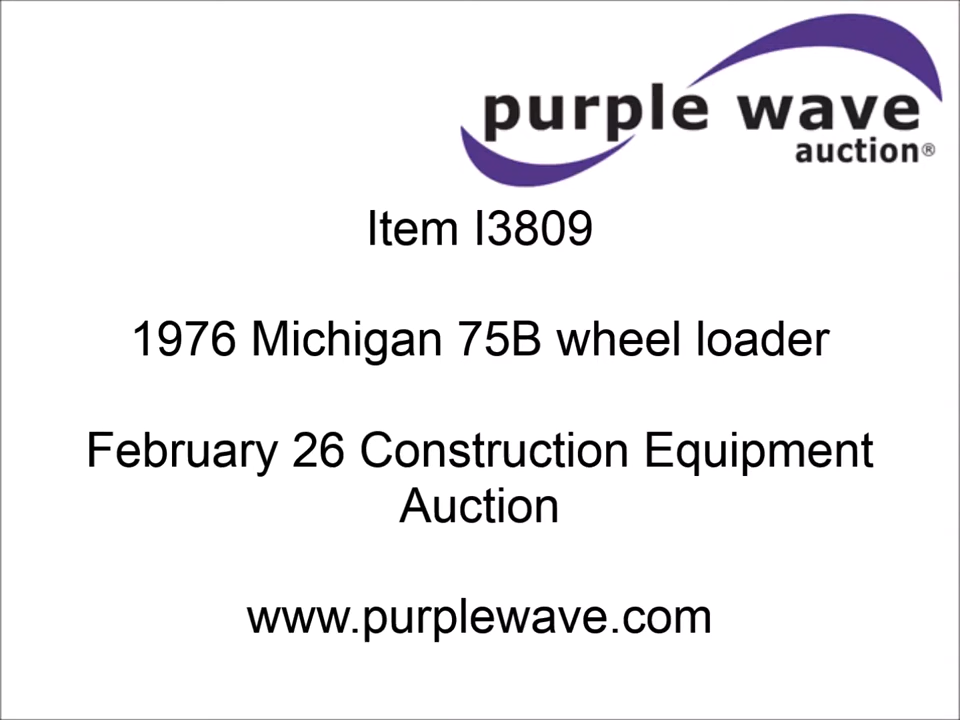 purple wave
auction®
Item I3809
1976 Michigan 75B wheel loader
February 26 Construction Equipment
Auction
www.purplewave.com